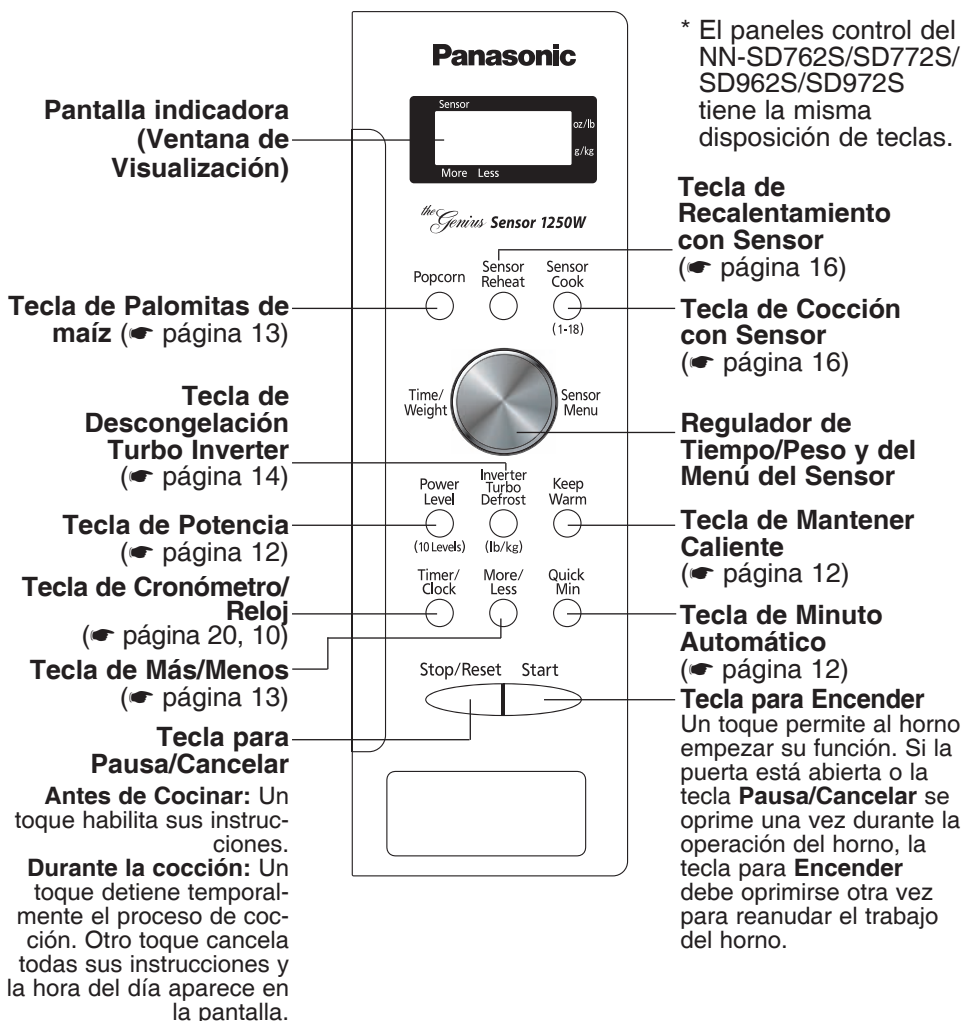 Panasonic
Sensor
oz/lb
g/kg
More Less
the Genius Sensor 1250W
Popcorn
Sensor
Reheat
Sensor
Cook
(1-18)
Time/
Weight
Sensor
Menu
Power
Level
(10 Levels)
Inverter
Turbo
Defrost
(lb/kg)
Keep
Warm
Timer/
Clock
More/
Less
Quick
Min
Stop/Reset Start
Pantalla indicadora
(Ventana de
Visualización)
Tecla de Palomitas de
maíz (☛ página 13)
Tecla de
Descongelación
Turbo Inverter
(☛ página 14)
Tecla de Potencia
(☛ página 12)
Tecla de Cronómetro/
Reloj
(☛ página 20, 10)
Tecla de Más/Menos
(☛ página 13)
Tecla para
Pausa/Cancelar
Antes de Cocinar: Un
toque habilita sus instruc-
ciones.
Durante la cocción: Un
toque detiene temporal-
mente el proceso de coc-
ción. Otro toque cancela
todas sus instrucciones y
la hora del día aparece en
la pantalla.
* El paneles control del
NN-SD762S/SD772S/
SD962S/SD972S
tiene la misma
disposición de teclas.
Tecla de
Recalentamiento
con Sensor
(☛ página 16)
Tecla de Cocción
con Sensor
(☛ página 16)
Regulador de
Tiempo/Peso y del
Menú del Sensor
Tecla de Mantener
Caliente
(☛ página 12)
Tecla de Minuto
Automático
(☛ página 12)
Tecla para Encender
Un toque permite al horno
empezar su función. Si la
puerta está abierta o la
tecla Pausa/Cancelar se
oprime una vez durante la
operación del horno, la
tecla para Encender
debe oprimirse otra vez
para reanudar el trabajo
del horno.